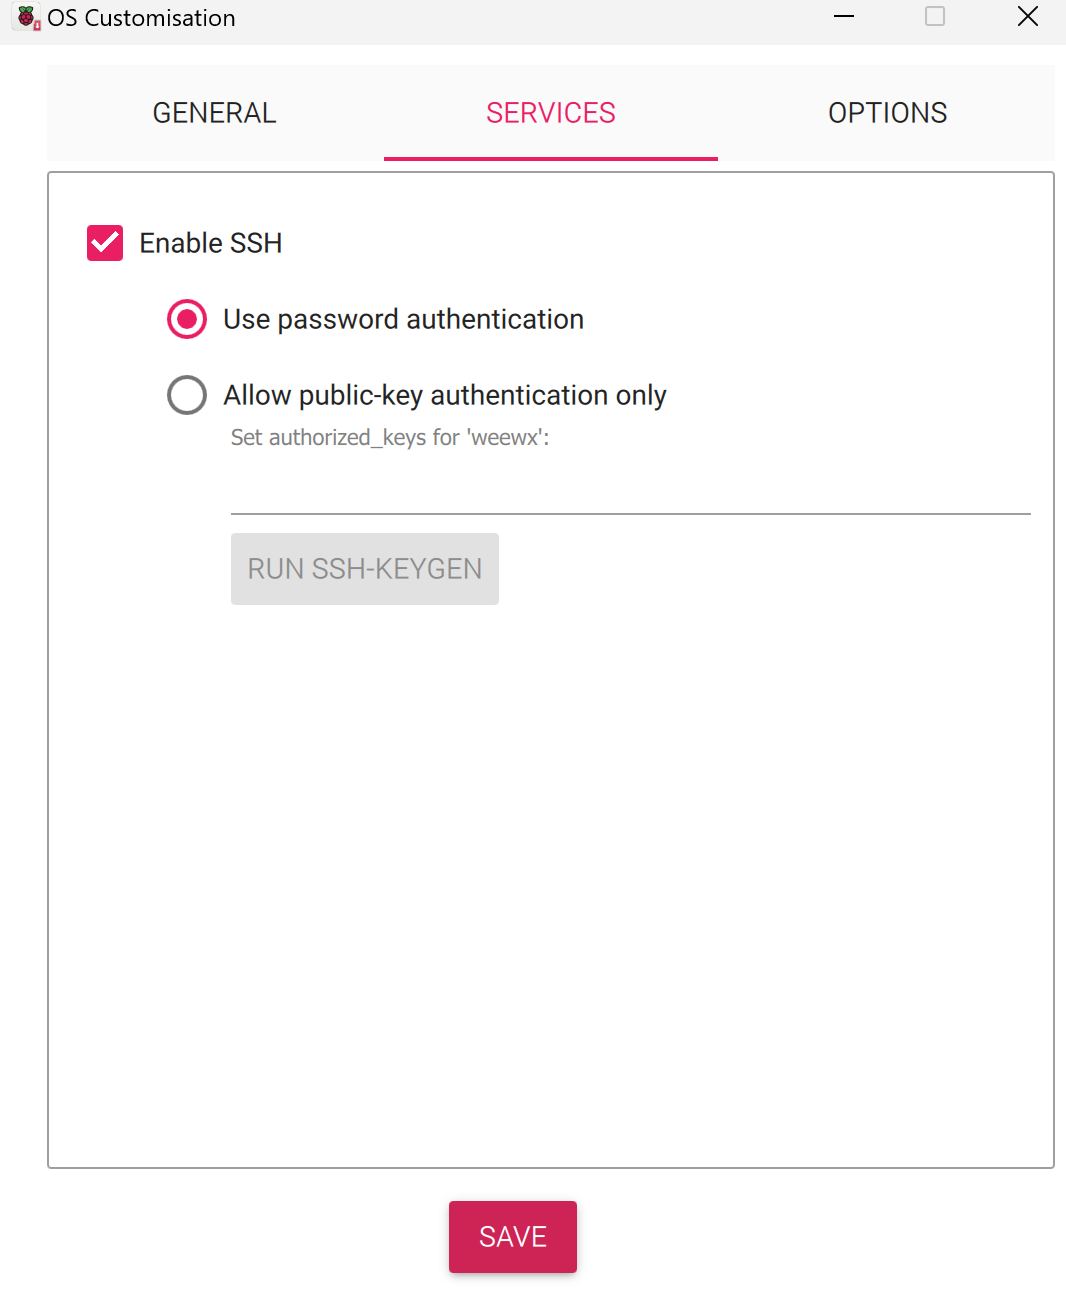 OS Customisation
GENERAL
SERVICES
OPTIONS
Enable SSH
Use password authentication
Allow public-key authentication only
Set authorized_keys for 'weewx':
RUN SSH-KEYGEN
SAVE